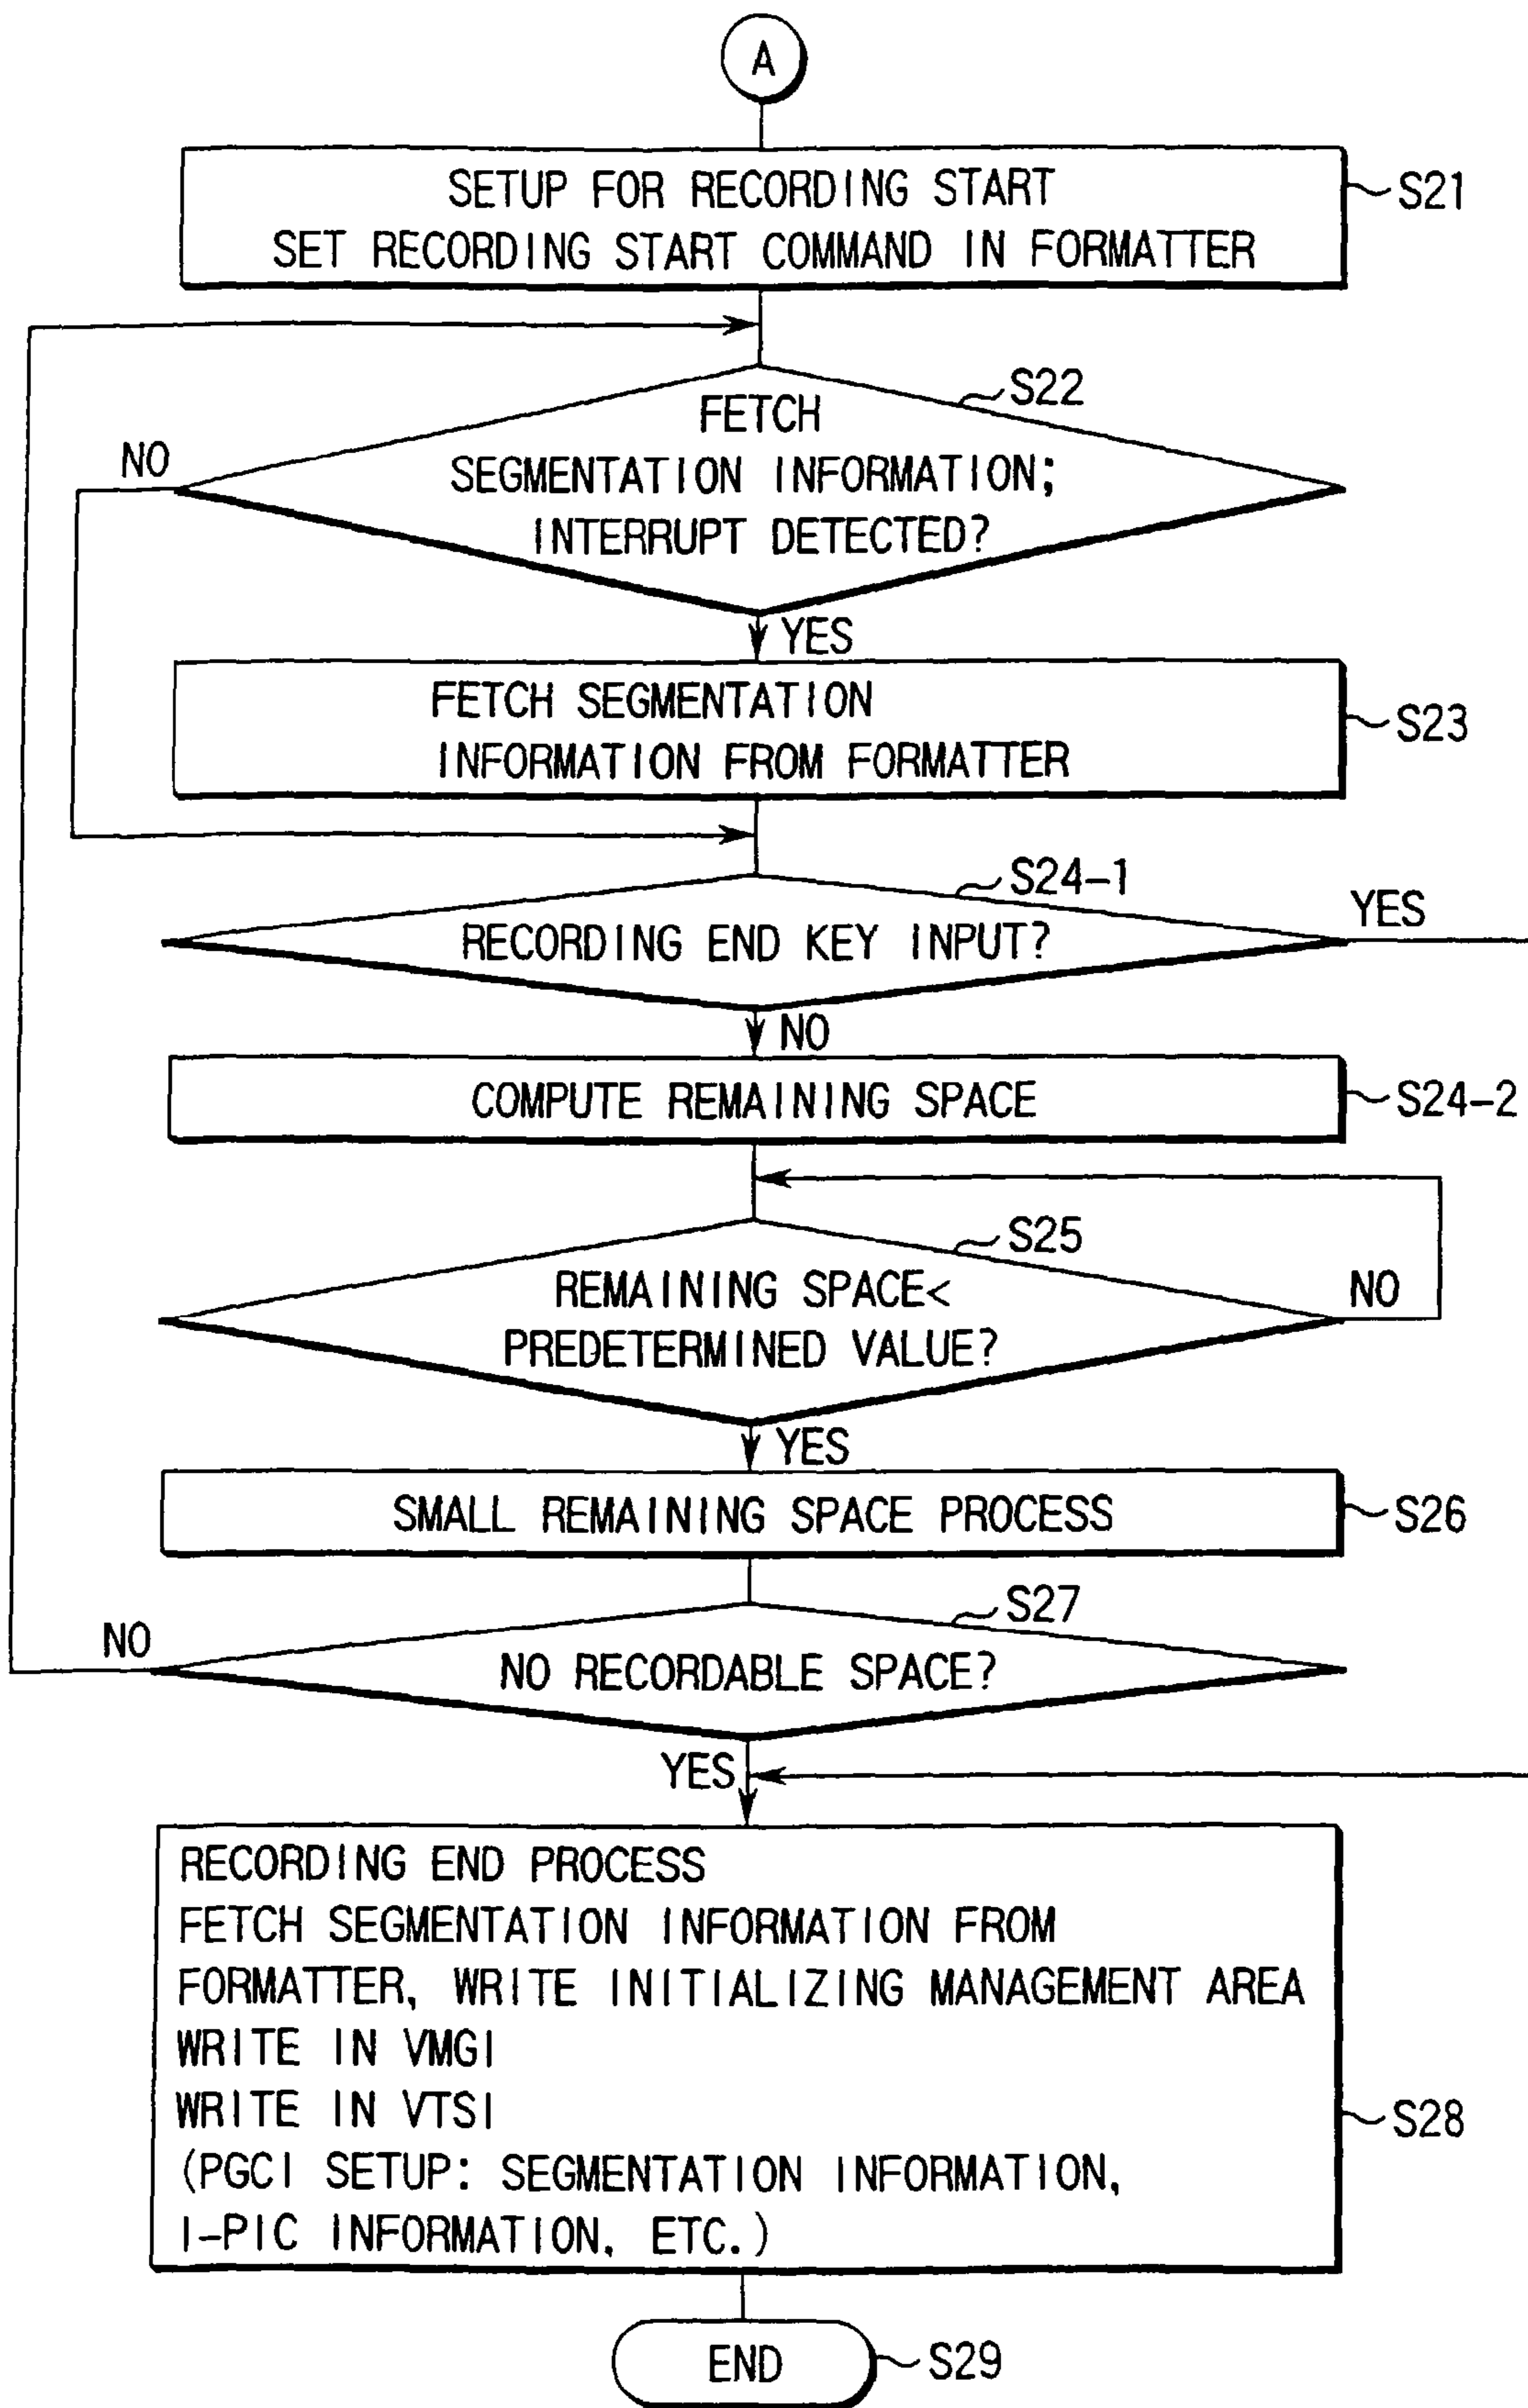 A
SETUP FOR RECORDING START
SET RECORDING START COMMAND IN FORMATTER
S21
S22
FETCH
NO
SEGMENTATION INFORMATION;
INTERRUPT DETECTED?
YES
FETCH SEGMENTATION
INFORMATION FROM FORMATTER
S23
S24-1
YES
RECORDING END KEY INPUT?
NO
COMPUTE REMAINING SPACE
S24-2
S25
REMAINING SPACE<
NO
PREDETERMINED VALUE?
YES
SMALL REMAINING SPACE PROCESS
S26
S27
NO
NO RECORDABLE SPACE?
YES
RECORDING END PROCESS
FETCH SEGMENTATION INFORMATION FROM
FORMATTER, WRITE INITIALIZING MANAGEMENT AREA
WRITE IN VMGI
WRITE IN VTSI
S28
(PGCI SETUP: SEGMENTATION INFORMATION,
I-PIC INFORMATION, ETC.)
END
S29